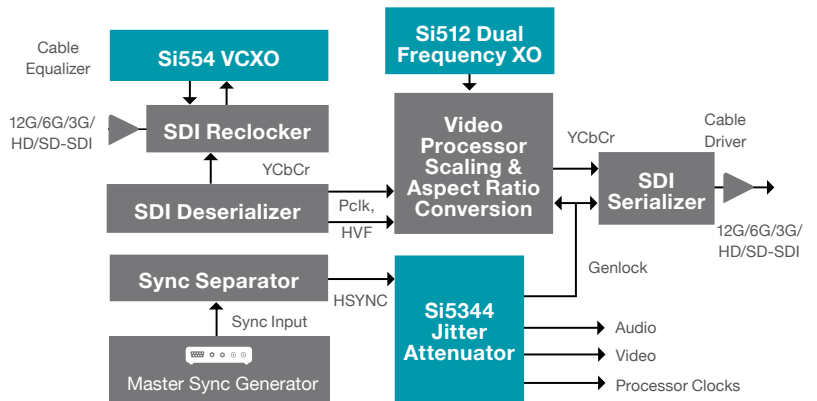 Cable
Equalizer
Si554 VCXO
Si512 Dual
Frequency XO
12G/6G/3G/
HD/SD-SDI
SDI Reclocker
YCbCr
SDI Deserializer
Pclk,
HVF
Video
Processor
Scaling &
Aspect Ratio
Conversion
YCbCr
Cable
Driver
SDI
Serializer
12G/6G/3G/
HD/SD-SDI
Genlock
Sync Separator
HSYNC
Sync Input
Master Sync Generator
Si5344
Jitter
Attenuator
Audio
Video
Processor Clocks